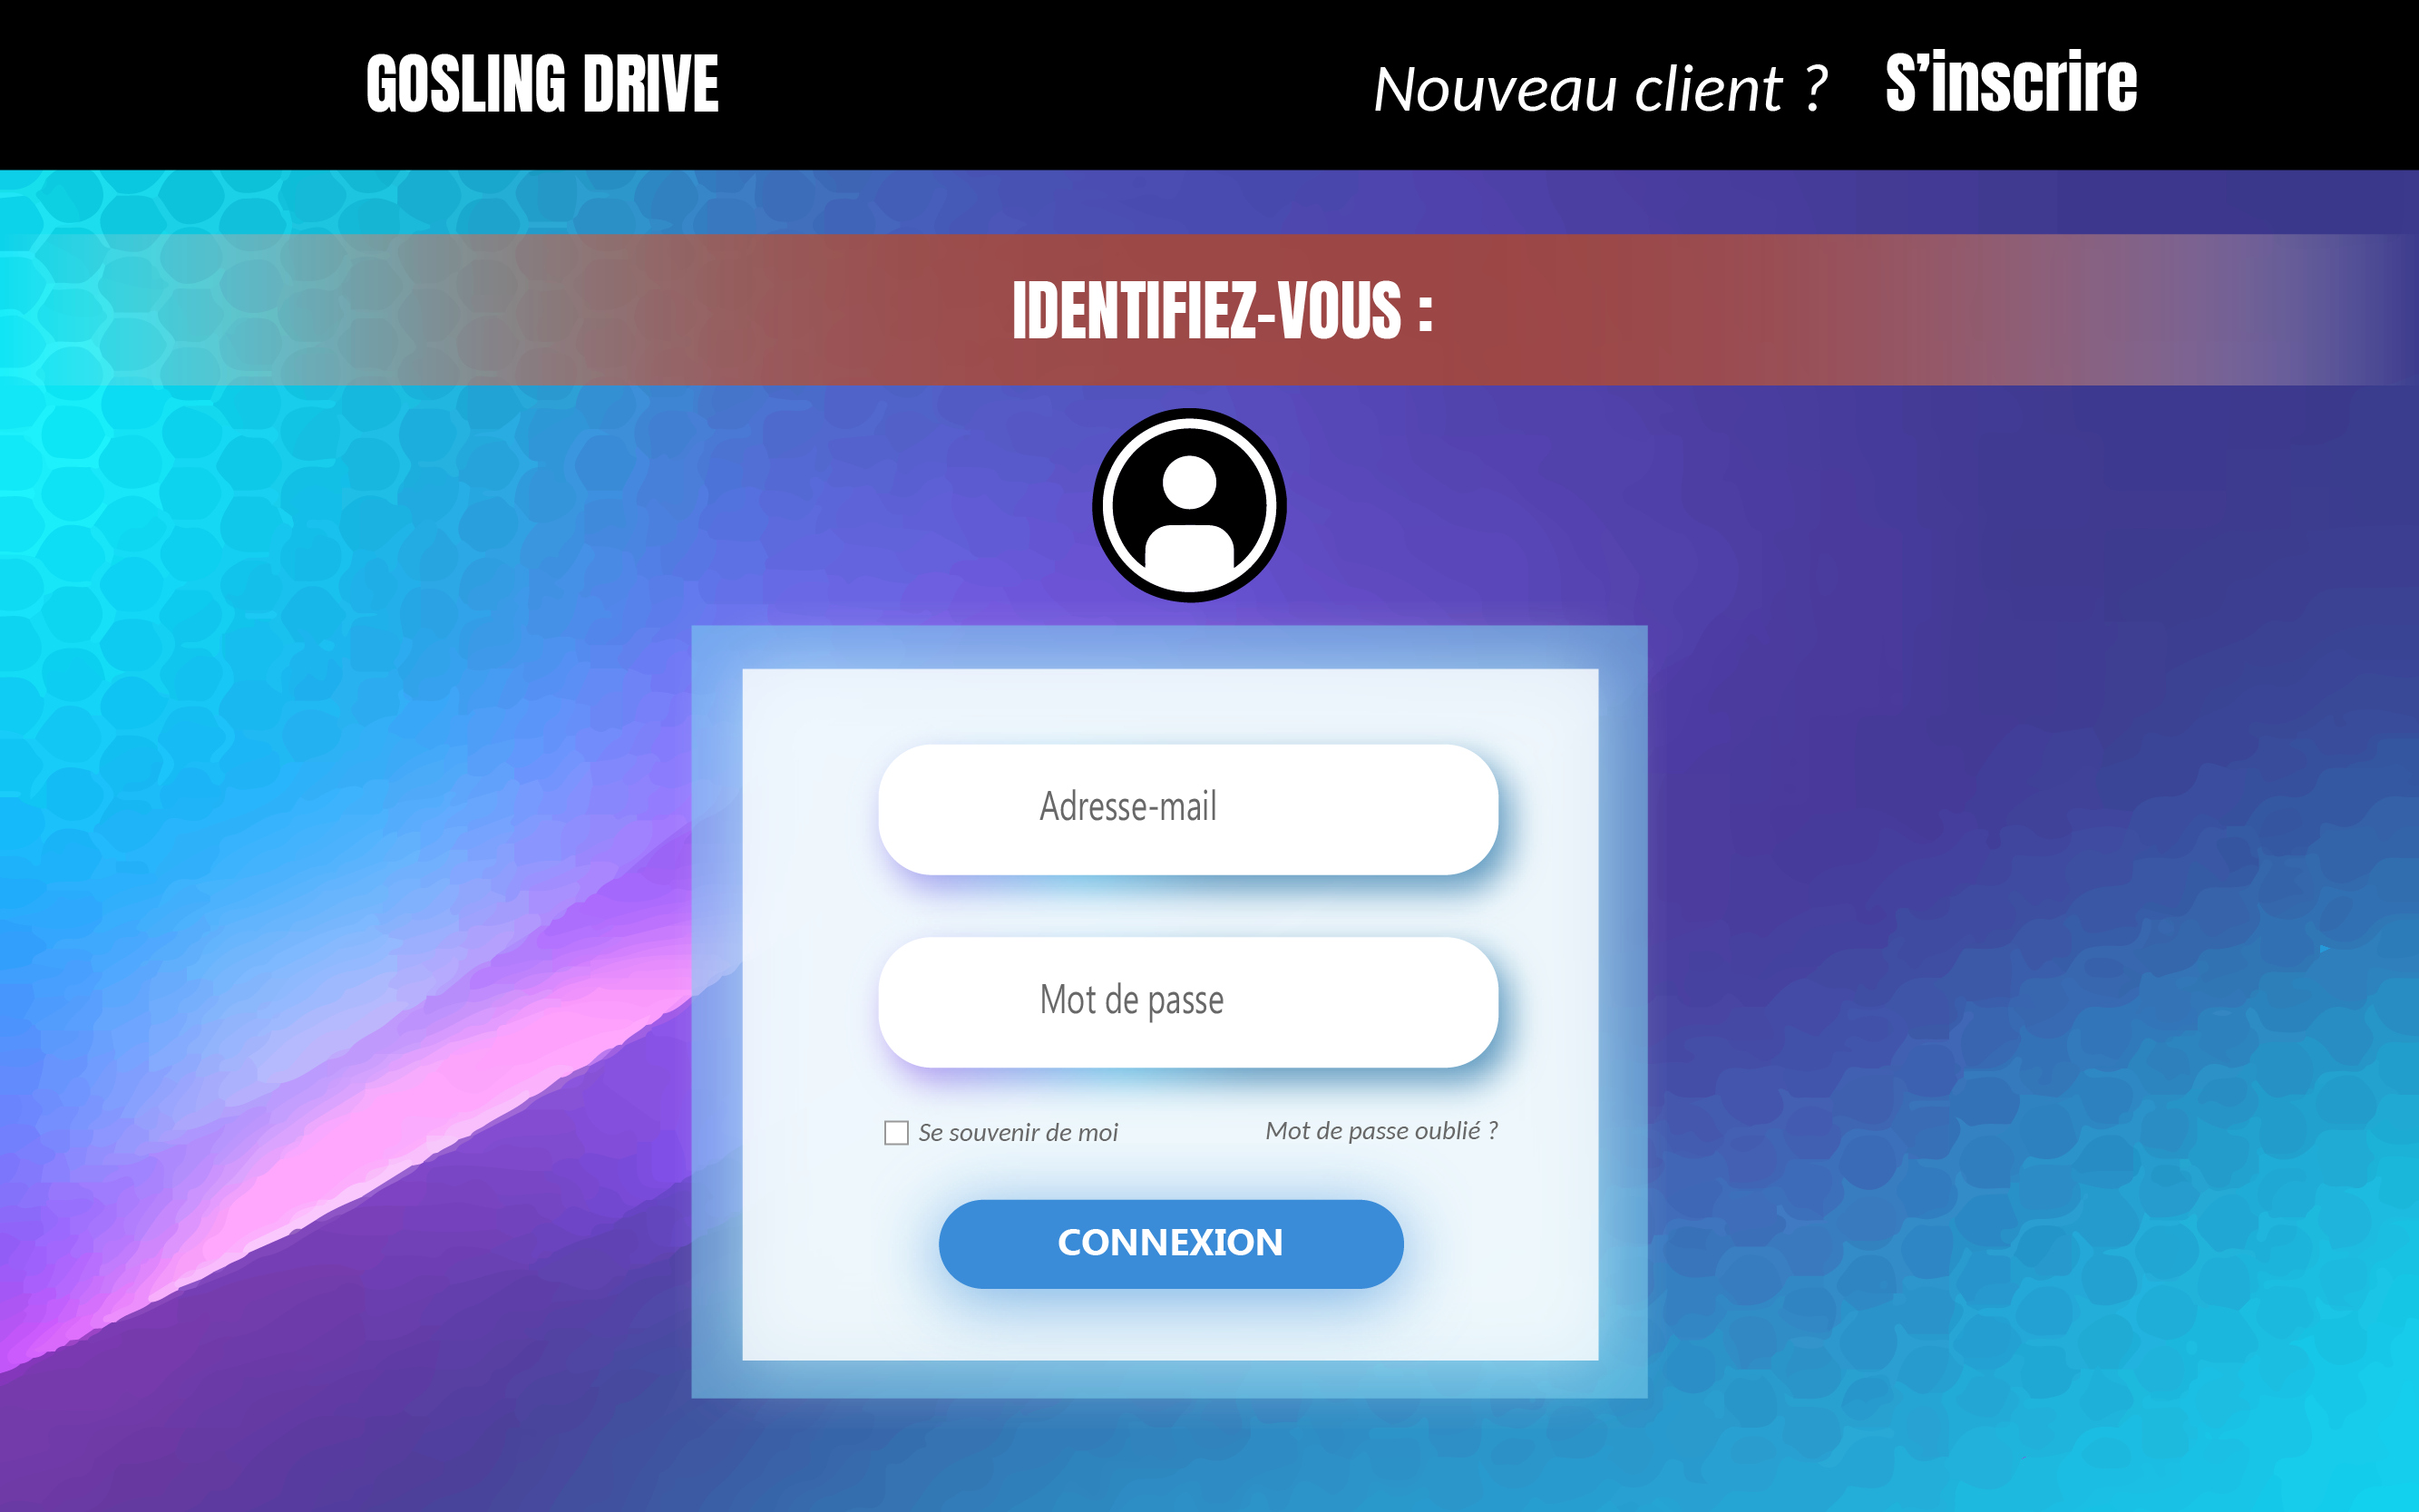 GOSLING DRIVE
Nouveau client ? S'inscrire
IDENTIFIEZ-VOUS :
Adresse-mail
Mot de passe
Se souvenir de moi
Mot de passe oublié ?
CONNEXION